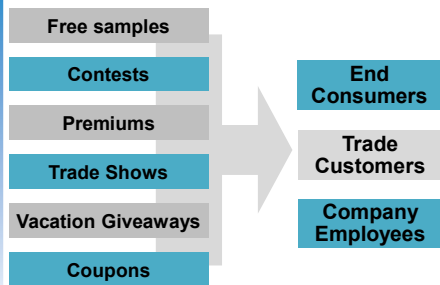 Free samples
Contests
Premiums
Trade Shows
Vacation Giveaways
Coupons
End
Consumers
Trade
Customers
Company
Employees